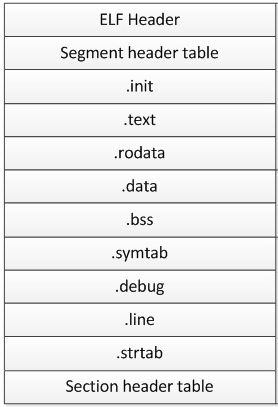 ELF Header
Segment header table
.init
.text
.rodata
.data
.bss
.symtab
.debug
.line
.strtab
Section header table